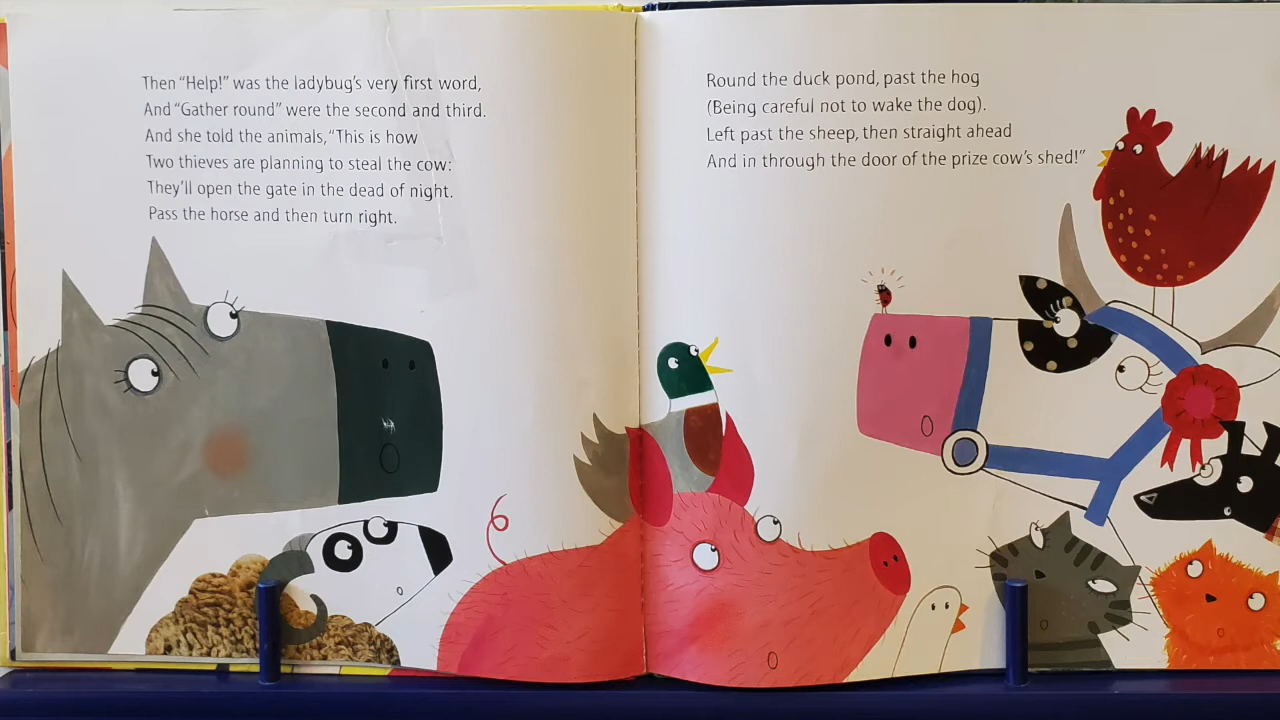 Then “Help!” was the ladybug’s very first word,
And “Gather round” were the second and third.
And she told the animals, “This is how
Two thieves are planning to steal the cow:
They’ll open the gate in the dead of night.
Pass the horse and then turn right.
Round the duck pond, past the hog
(Being careful not to wake the dog).
Left past the sheep, then straight ahead
And in through the door of the prize cow’s shed!”